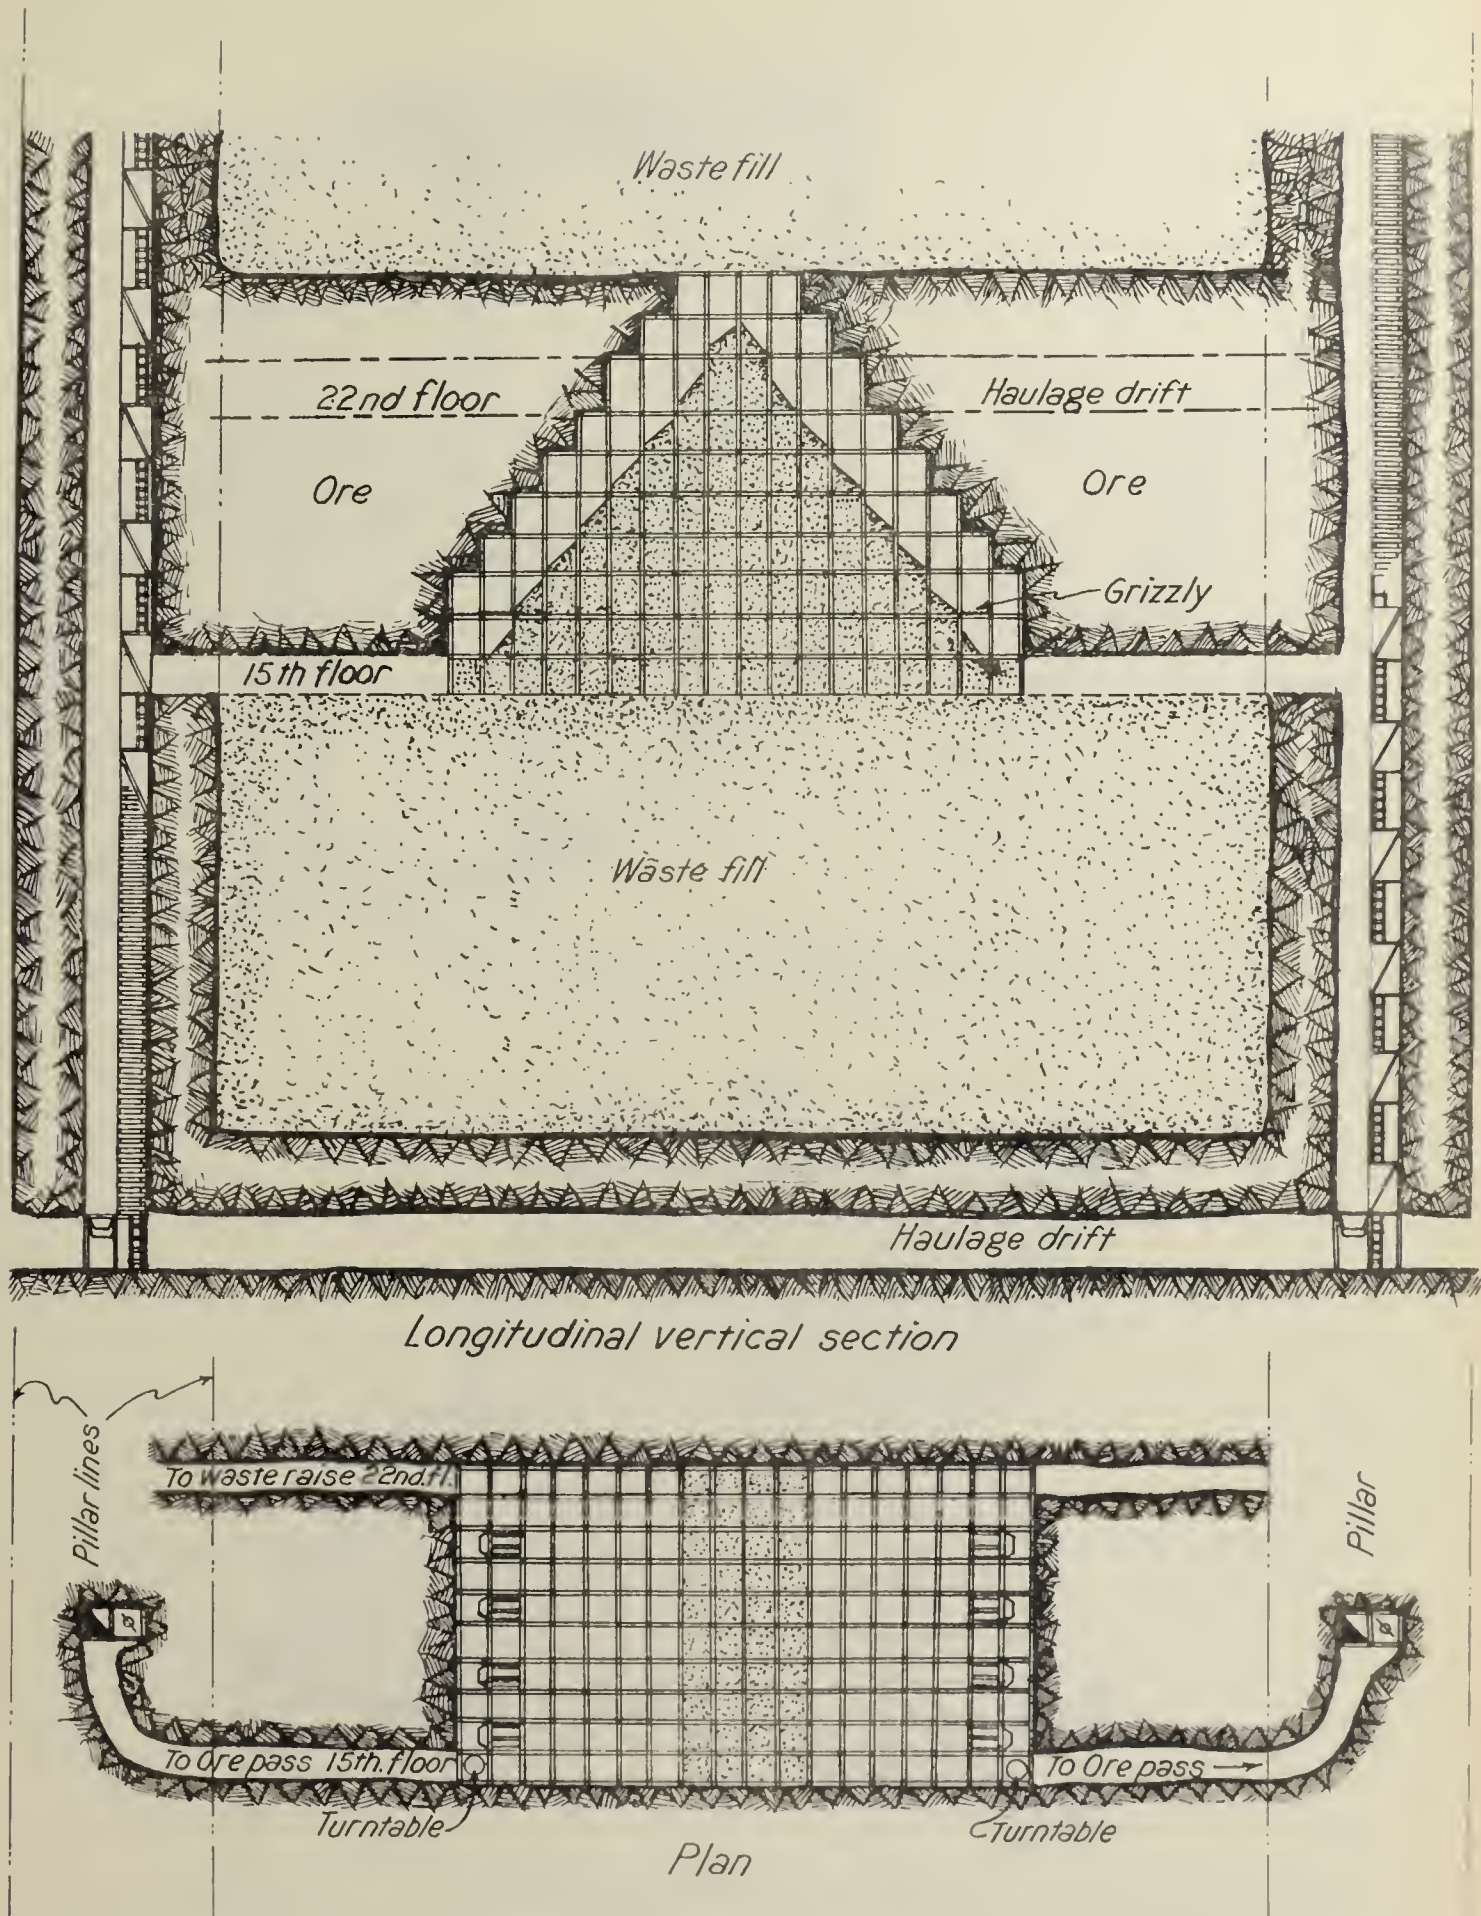 Waste fill
22nd floor
Haulage drift
Ore
Ore
Grizzly
15th floor
Waste fill
Haulage drift
Longitudinal vertical section
Pillar lines
To waste raise 22nd. fl.
Pillar
To Ore pass 15th. floor
To Ore pass
Turntable
Turntable
Plan